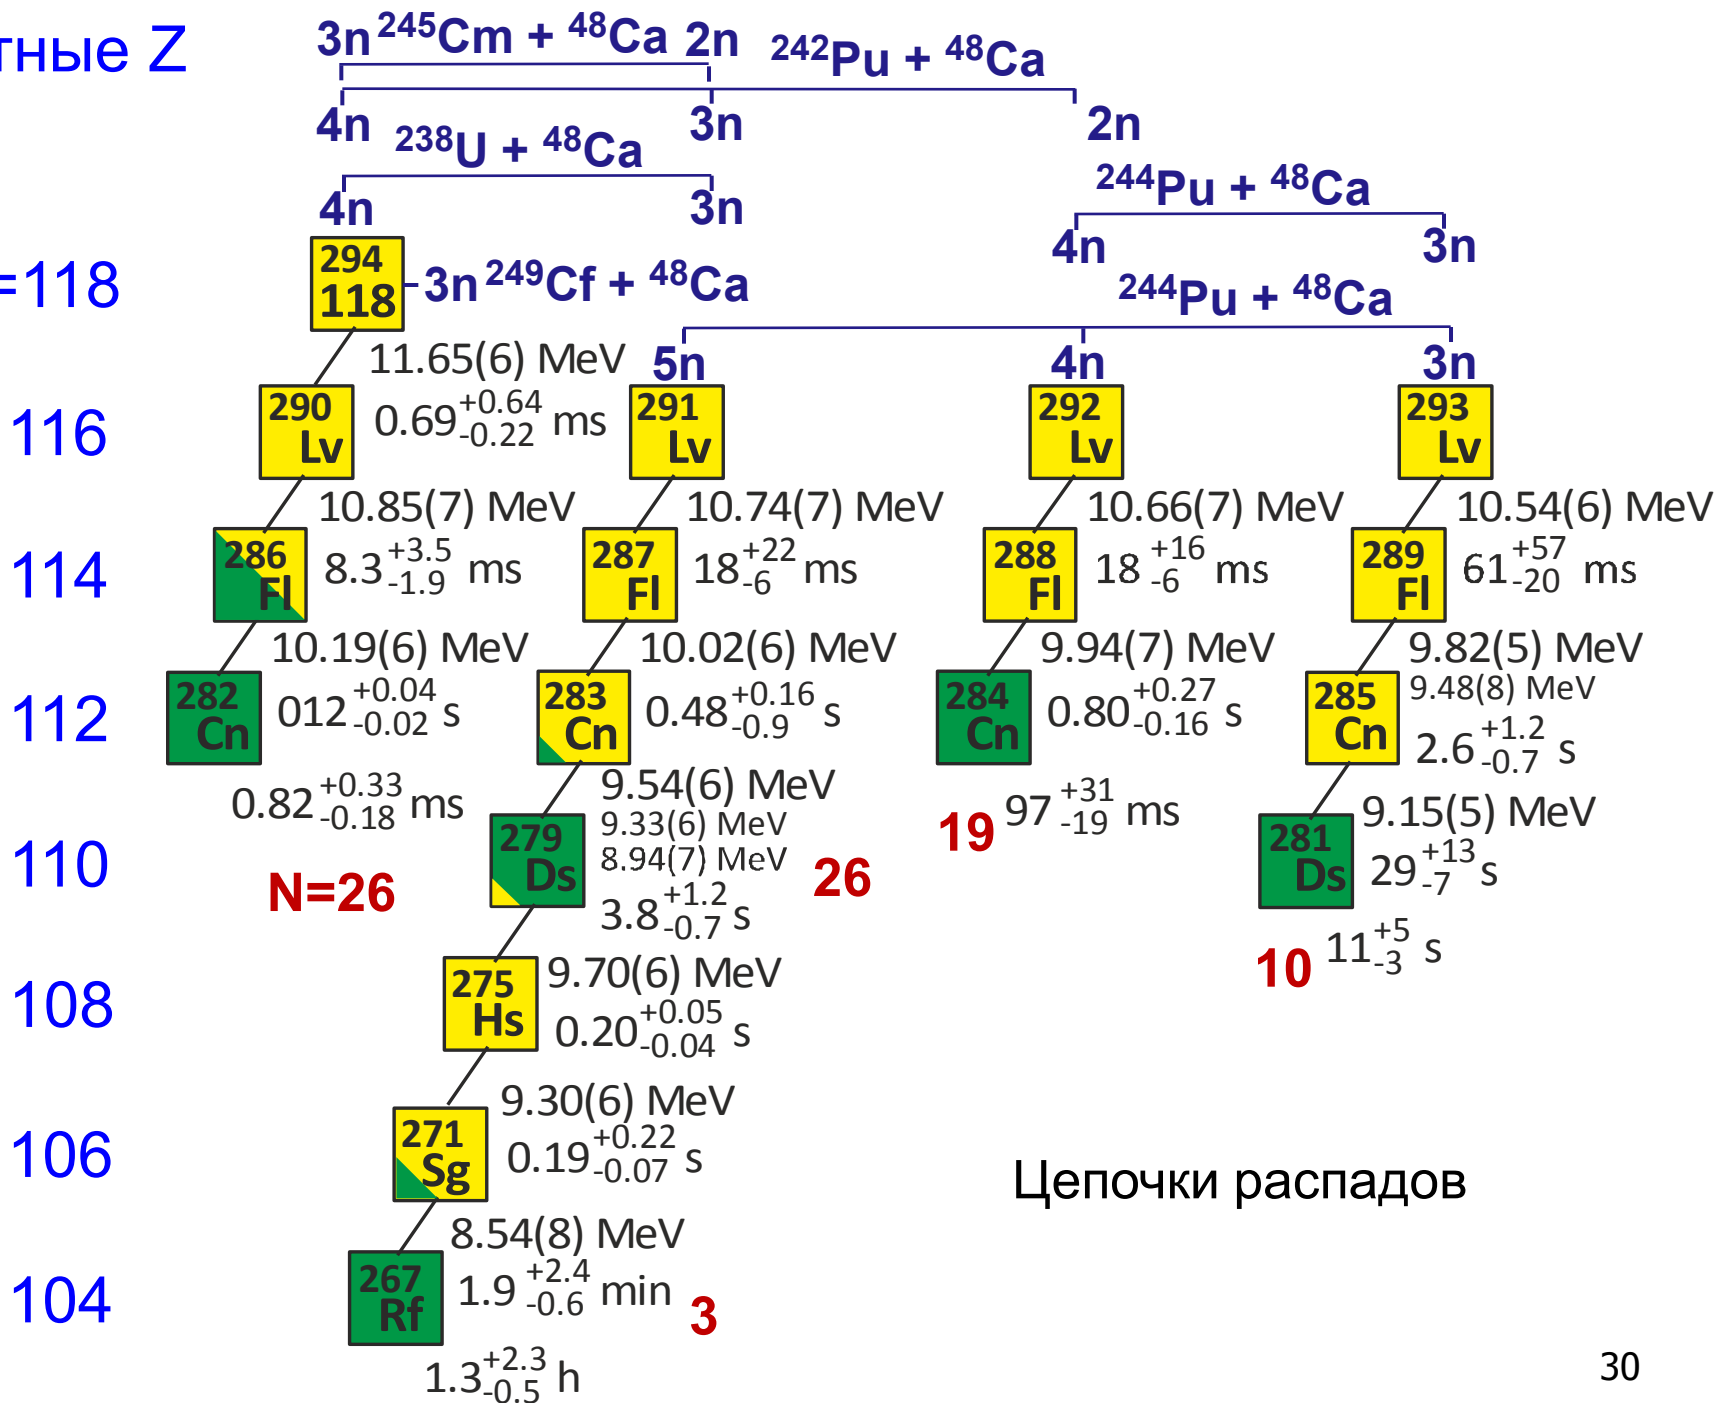 тные Z
3n ²⁴⁵Cm + ⁴⁸Ca 2n
²⁴²Pu + ⁴⁸Ca
4n
3n
2n
²³⁸U + ⁴⁸Ca
²⁴⁴Pu + ⁴⁸Ca
4n
3n
4n
3n
=118
294
118
3n ²⁴⁹Cf + ⁴⁸Ca
²⁴⁴Pu + ⁴⁸Ca
11.65(6) MeV
5n
4n
3n
116
290
Lv
0.69 +0.64 -0.22 ms
291
Lv
292
Lv
293
Lv
10.85(7) MeV
10.74(7) MeV
10.66(7) MeV
10.54(6) MeV
114
286
Fl
8.3 +3.5 -1.9 ms
287
Fl
18 +22 -6 ms
288
Fl
18 +16 -6 ms
289
Fl
61 +57 -20 ms
10.19(6) MeV
10.02(6) MeV
9.94(7) MeV
9.82(5) MeV
9.48(8) MeV
112
282
Cn
012 +0.04 -0.02 s
283
Cn
0.48 +0.16 -0.9 s
284
Cn
0.80 +0.27 -0.16 s
285
Cn
2.6 +1.2 -0.7 s
0.82 +0.33 -0.18 ms
9.54(6) MeV
9.33(6) MeV
8.94(7) MeV
19
97 +31 -19 ms
9.15(5) MeV
110
N=26
279
Ds
3.8 +1.2 -0.7 s
26
281
Ds
29 +13 -7 s
10
11 +5 -3 s
108
275
Hs
9.70(6) MeV
0.20 +0.05 -0.04 s
9.30(6) MeV
106
271
Sg
0.19 +0.22 -0.07 s
Цепочки распадов
8.54(8) MeV
104
267
Rf
1.9 +2.4 -0.6 min
3
1.3 +2.3 -0.5 h
30